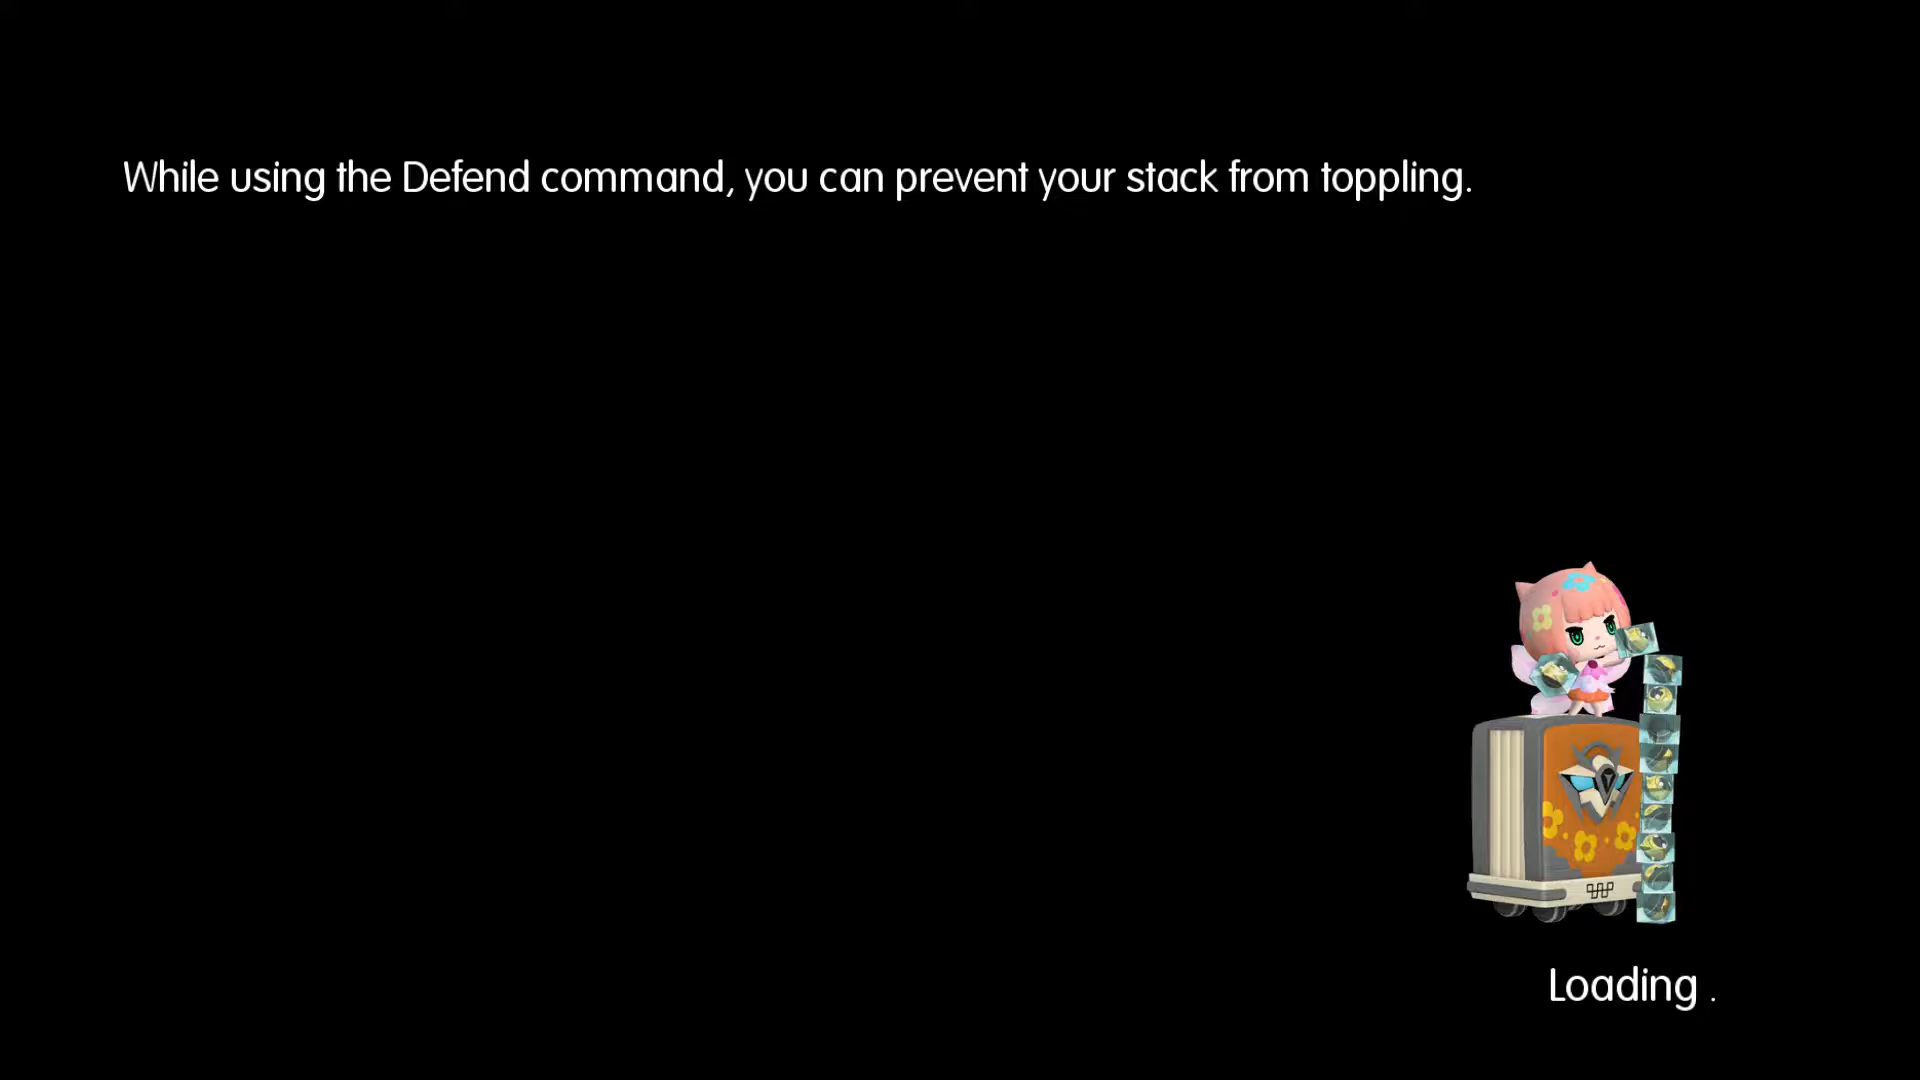 While using the Defend command, you can prevent your stack from toppling.
Loading .